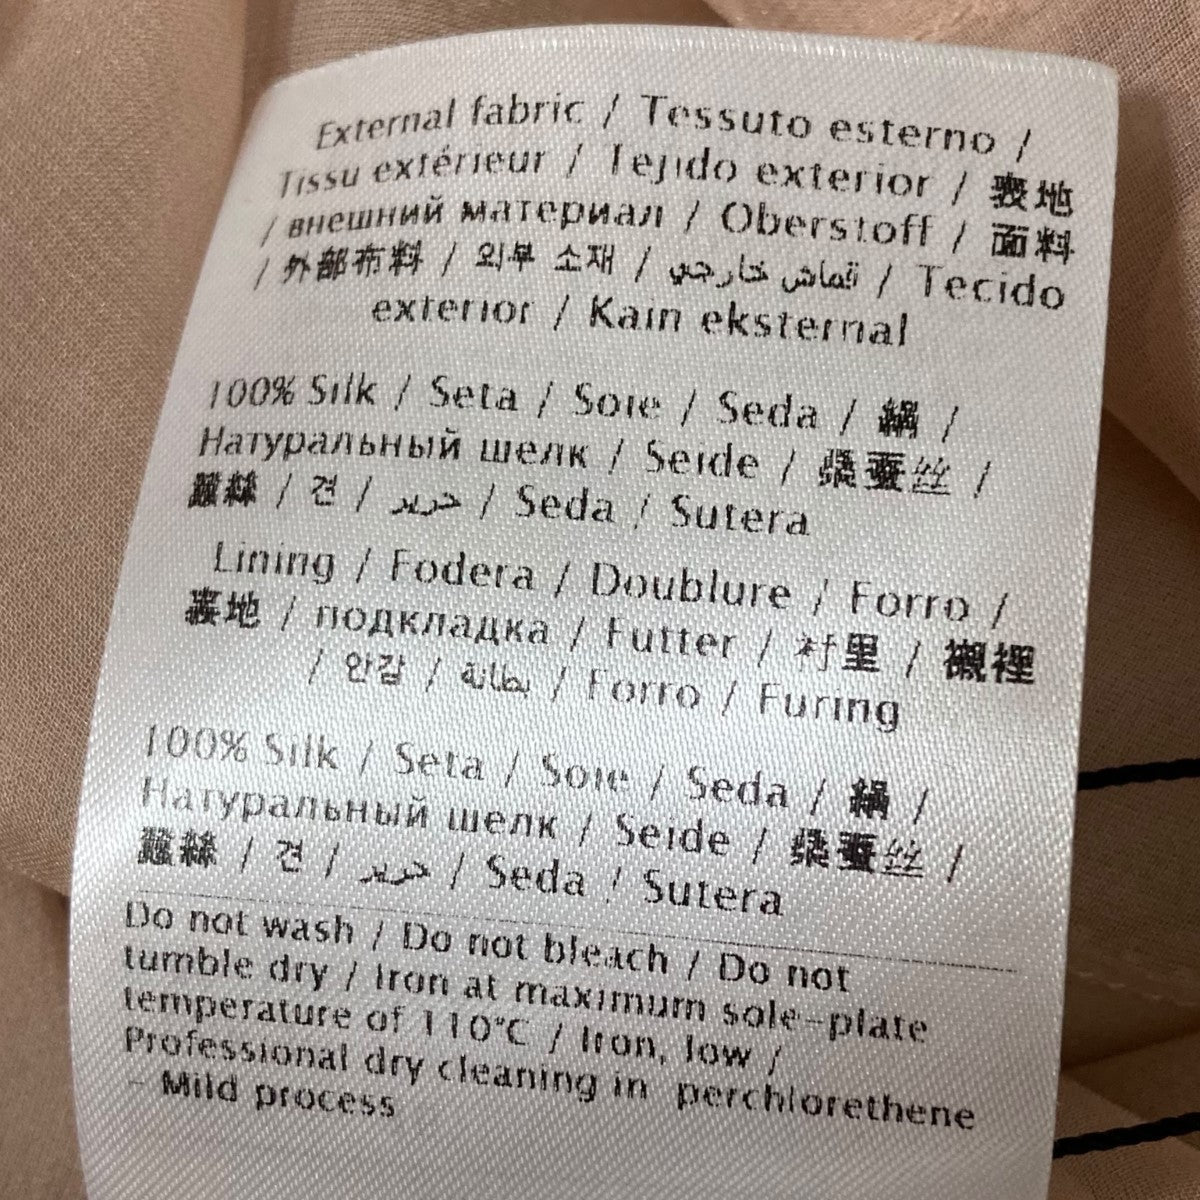 External fabric / Tessuto esterno /
Tissu extérieur / Tejido exterior / 表地
/ внешний материал / Oberstoff / 面料
/ 外部布料 / 외부 소재 / قماش خارجي / Tecido
exterior / Kain eksternal
100% Silk / Seta / Soie / Seda / 絹 /
Натуральный шелк / Seide / 桑蚕丝 /
蠶絲 / 견 / حرير / Seda / Sutera
Lining / Fodera / Doublure / Forro /
裏地 / подкладка / Futter / 衬里 / 襯裡
/ 안감 / بطانة / Forro / Furing
100% Silk / Seta / Soie / Seda / 絹 /
Натуральный шелк / Seide / 桑蚕丝 /
蠶絲 / 견 / حرير / Seda / Sutera
Do not wash / Do not bleach / Do not
tumble dry / Iron at maximum sole-plate
temperature of 110°C / Iron, low /
Professional dry cleaning in perchlorethene
- Mild process